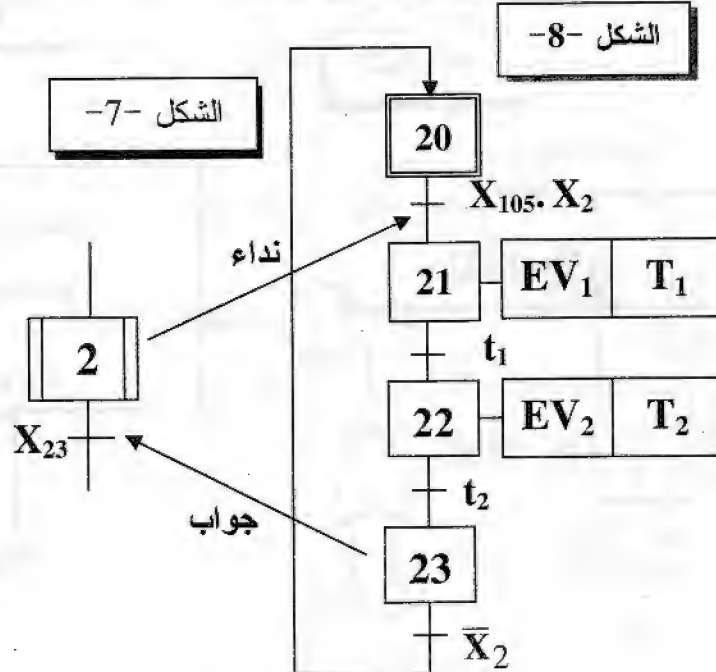 الشكل -8-
الشكل -7-
20
X₁₀₅. X₂
نداء
21 EV₁ T₁
t₁
2
22 EV₂ T₂
X₂₃
t₂
جواب
23
X̅₂